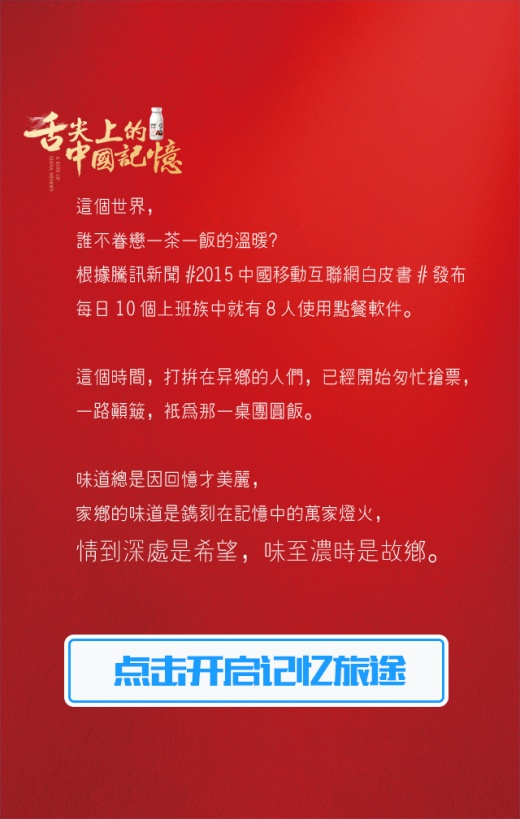 舌尖上的
中國記憶
A BITE OF
CHINA MEMORY
這個世界，
誰不眷戀一茶一飯的溫暖？
根據騰訊新聞 #2015 中國移動互聯網白皮書 # 發布
每日 10 個上班族中就有 8 人使用點餐軟件。
這個時間，打拚在异鄉的人們，已經開始匆忙搶票，
一路顛簸，衹爲那一桌團圓飯。
味道總是因回憶才美麗，
家鄉的味道是鐫刻在記憶中的萬家燈火，
情到深處是希望，味至濃時是故鄉。
点击开启记忆旅途